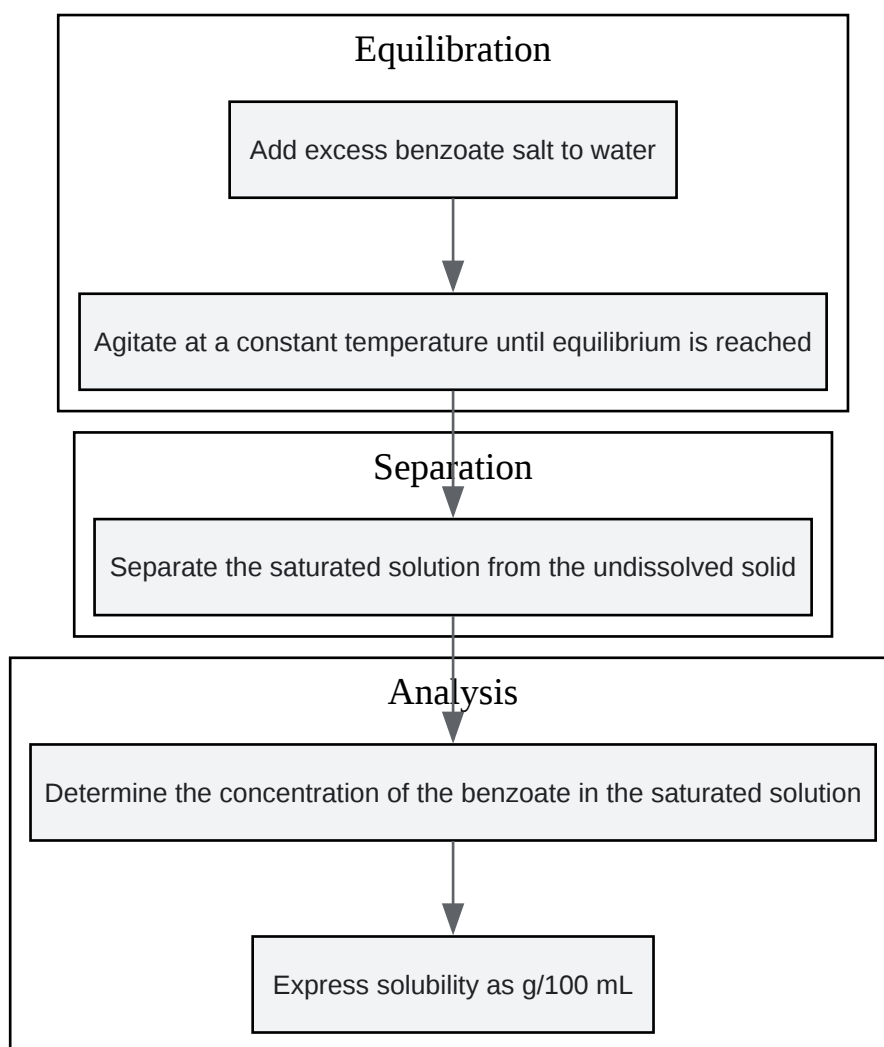 Equilibration
Add excess benzoate salt to water
Agitate at a constant temperature until equilibrium is reached
Separation
Separate the saturated solution from the undissolved solid
Analysis
Determine the concentration of the benzoate in the saturated solution
Express solubility as g/100 mL